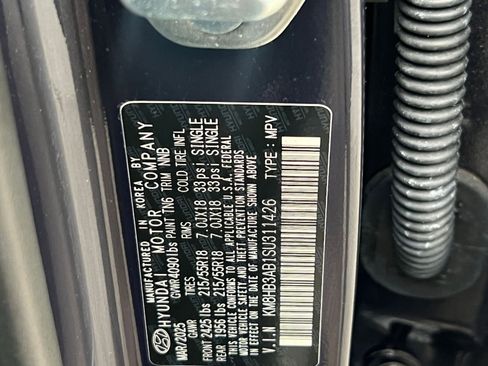 HYUNDAI MANUFACTURED IN KOREA BY
MOTOR COMPANY
MAR/2025 GVWR 4090 lbs PAINT TNG TRIM NNB
GAWR TIRES RIMS COLD TIRE INFL.
FRONT 2425 lbs 215/55R18 7.0JX18 33psi, SINGLE
REAR 1956 lbs 215/55R18 7.0JX18 33psi, SINGLE
THIS VEHICLE CONFORMS TO ALL APPLICABLE U.S.A. FEDERAL
MOTOR VEHICLE SAFETY AND THEFT PREVENTION STANDARDS
IN EFFECT ON THE DATE OF MANUFACTURE SHOWN ABOVE
V.I.N KM8HB3AB1SU311426 TYPE : MPV